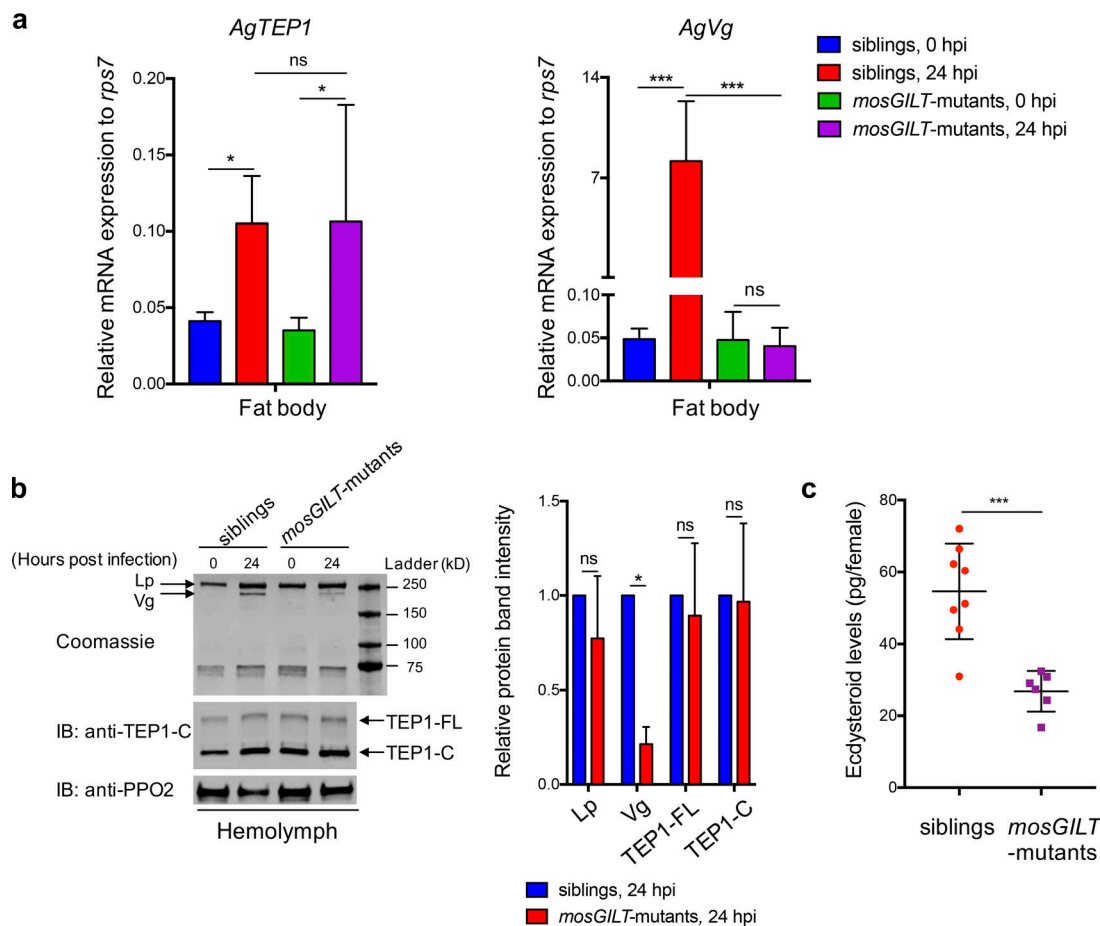 a
AgTEP1
Relative mRNA expression to rps7
0.20
0.15
0.10
0.05
0.00
ns
*
*
Fat body
AgVg
Relative mRNA expression to rps7
14
7
0.10
0.05
0.00
***
***
ns
Fat body
siblings, 0 hpi
siblings, 24 hpi
mosGILT-mutants, 0 hpi
mosGILT-mutants, 24 hpi
b
siblings
mosGILT-mutants
(Hours post infection)
0 24 0 24
Ladder (kD)
Lp
Vg
250
150
100
75
Coomassie
IB: anti-TEP1-C
TEP1-FL
TEP1-C
IB: anti-PPO2
Hemolymph
Relative protein band intensity
1.5
1.0
0.5
0.0
ns
*
ns
ns
Lp
Vg
TEP1-FL
TEP1-C
siblings, 24 hpi
mosGILT-mutants, 24 hpi
c
Ecdysteroid levels (pg/female)
80
60
40
20
0
***
siblings
mosGILT
-mutants